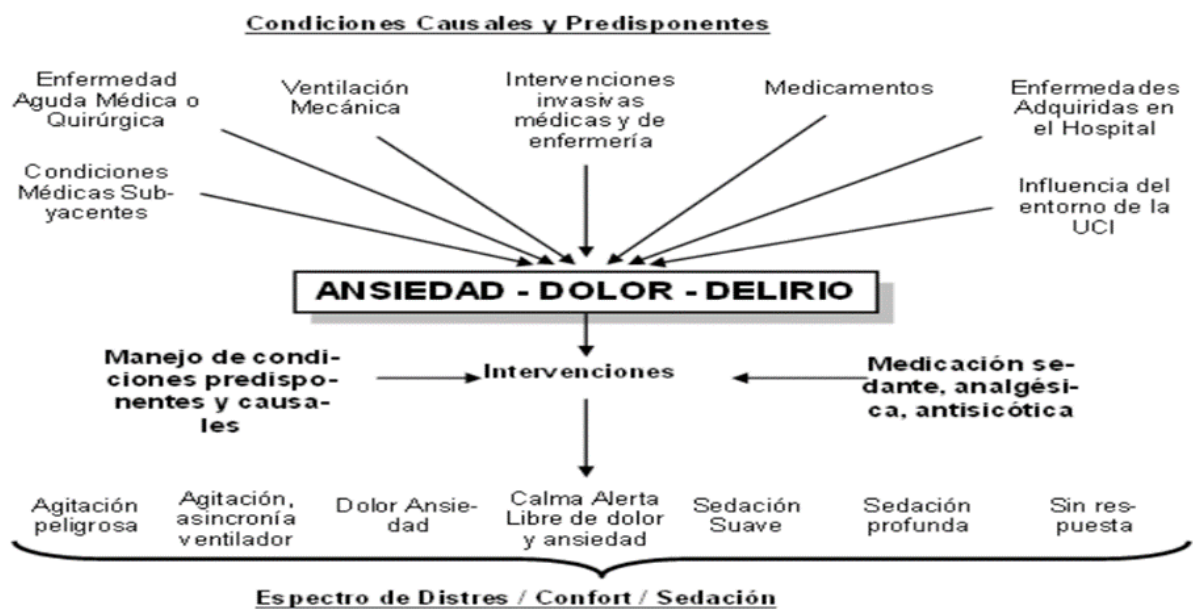 Condiciones Causales y Predisponentes
Enfermedad
Aguda Médica o
Quirúrgica
Ventilación
Mecánica
Intervenciones
invasivas
médicas y de
enfermería
Medicamentos
Enfermedades
Adquiridas en
el Hospital
Condiciones
Médicas Sub-
yacentes
Influencia del
entorno de la
UCI
ANSIEDAD - DOLOR - DELIRIO
Manejo de condi-
ciones predispo-
nentes y causa-
les
Intervenciones
Medicación se-
dante, analgési-
ca, antisicótica
Agitación
peligrosa
Agitación,
asincronía
ventilador
Dolor Ansie-
dad
Calma Alerta
Libre de dolor
y ansiedad
Sedación
Suave
Sedación
profunda
Sin res-
puesta
Espectro de Distres / Confort / Sedación